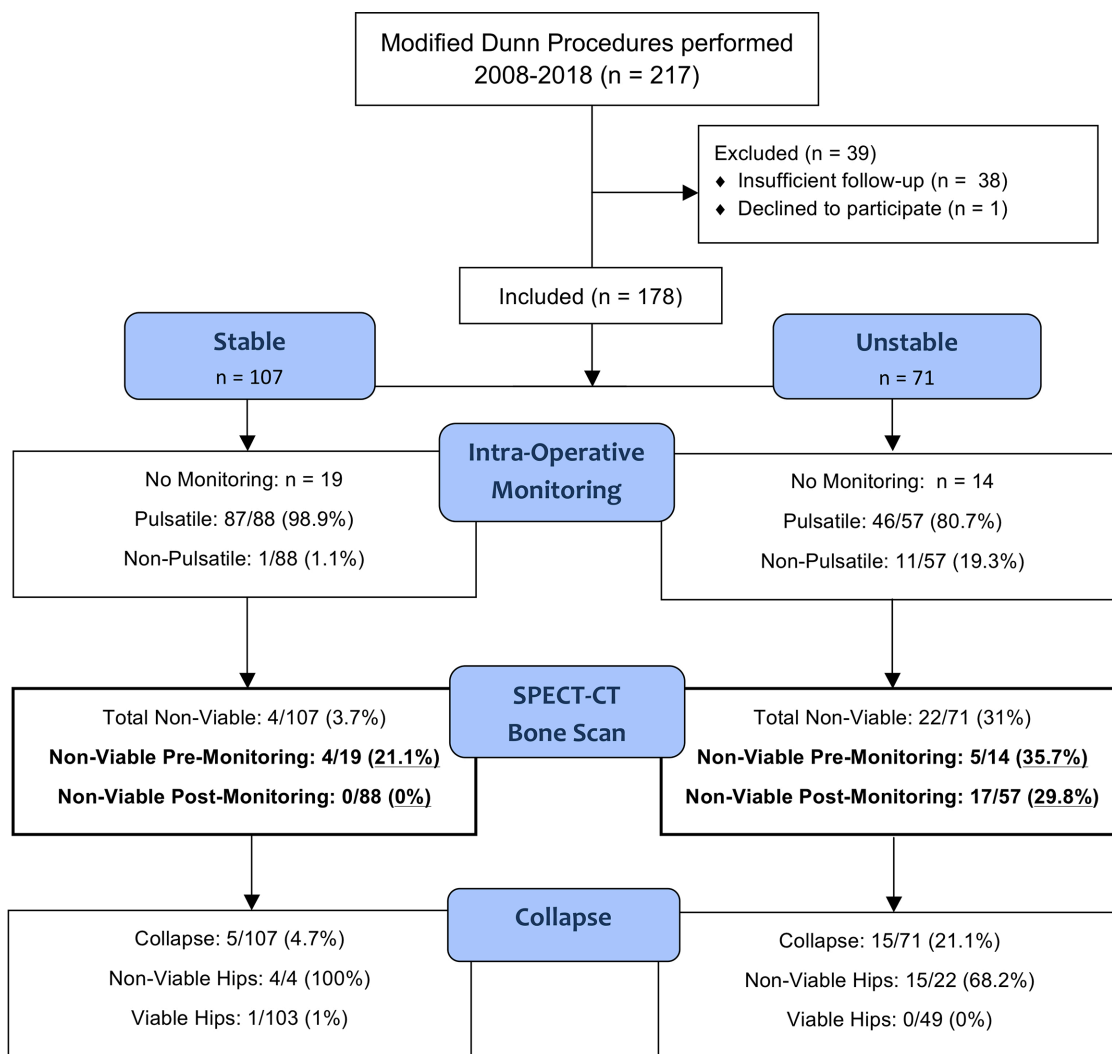 Modified Dunn Procedures performed
2008-2018 (n = 217)
Excluded (n = 39)
♦ Insufficient follow-up (n = 38)
♦ Declined to participate (n = 1)
Included (n = 178)
Stable
n = 107
Unstable
n = 71
Intra-Operative
Monitoring
No Monitoring: n = 19
Pulsatile: 87/88 (98.9%)
Non-Pulsatile: 1/88 (1.1%)
No Monitoring: n = 14
Pulsatile: 46/57 (80.7%)
Non-Pulsatile: 11/57 (19.3%)
SPECT-CT
Bone Scan
Total Non-Viable: 4/107 (3.7%)
Non-Viable Pre-Monitoring: 4/19 (21.1%)
Non-Viable Post-Monitoring: 0/88 (0%)
Total Non-Viable: 22/71 (31%)
Non-Viable Pre-Monitoring: 5/14 (35.7%)
Non-Viable Post-Monitoring: 17/57 (29.8%)
Collapse
Collapse: 5/107 (4.7%)
Non-Viable Hips: 4/4 (100%)
Viable Hips: 1/103 (1%)
Collapse: 15/71 (21.1%)
Non-Viable Hips: 15/22 (68.2%)
Viable Hips: 0/49 (0%)